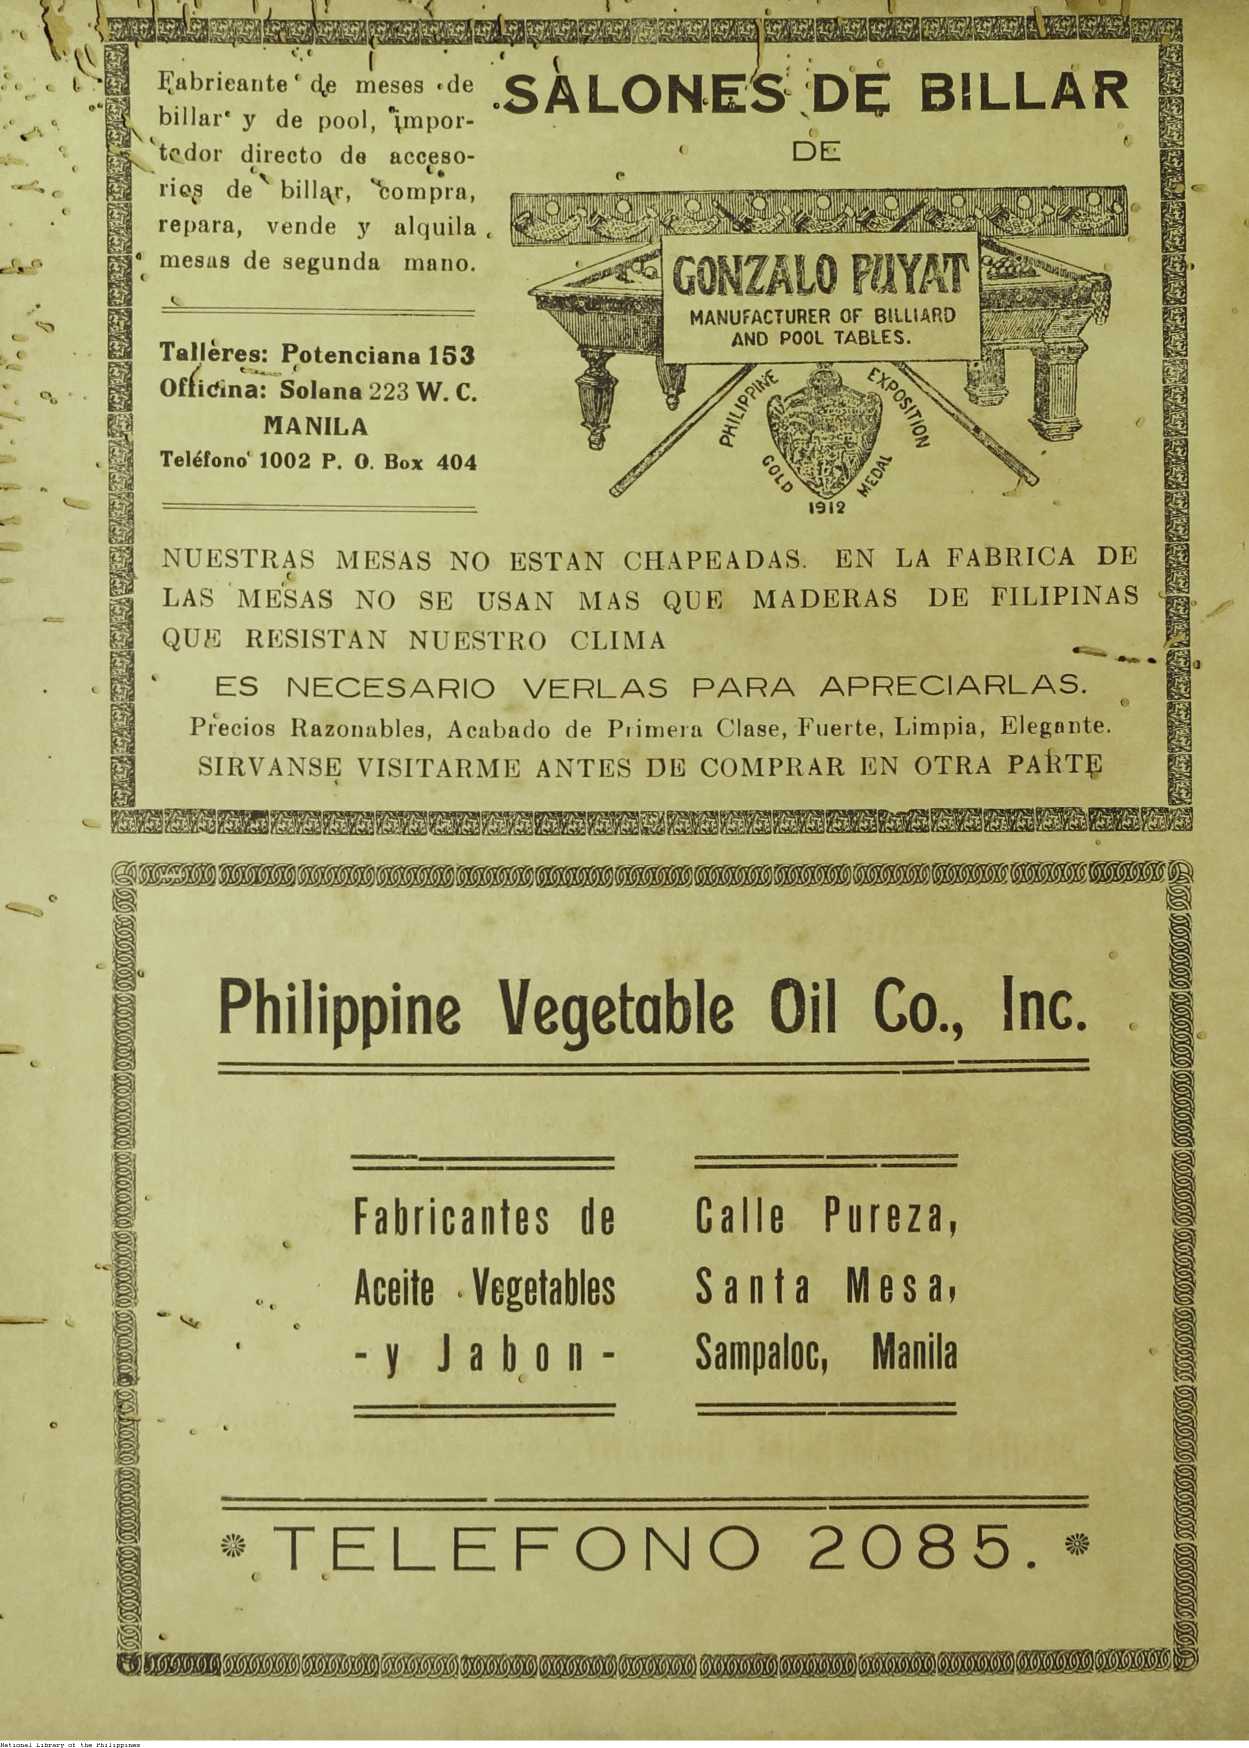 Fabricante de meses de
billar y de pool, impor-
tador directo de acceso-
rios de billar, compra,
repara, vende y alquila
mesas de segunda mano.
Talleres: Potenciana 153
Officina: Solana 223 W. C.
MANILA
Teléfono 1002 P. O. Box 404
SALONES DE BILLAR
DE
GONZALO PUYAT
MANUFACTURER OF BILLIARD
AND POOL TABLES.
PHILIPPINE EXPOSITION
GOLD MEDAL
1912
NUESTRAS MESAS NO ESTAN CHAPEADAS. EN LA FABRICA DE
LAS MESAS NO SE USAN MAS QUE MADERAS DE FILIPINAS
QUE RESISTAN NUESTRO CLIMA
ES NECESARIO VERLAS PARA APRECIARLAS.
Precios Razonables, Acabado de Primera Clase, Fuerte, Limpia, Elegante.
SIRVANSE VISITARME ANTES DE COMPRAR EN OTRA PARTE
Philippine Vegetable Oil Co., Inc.
Fabricantes de
Aceite Vegetables
- y Jabon -
Calle Pureza,
Santa Mesa,
Sampaloc, Manila
TELEFONO 2085.
National Library of the Philippines